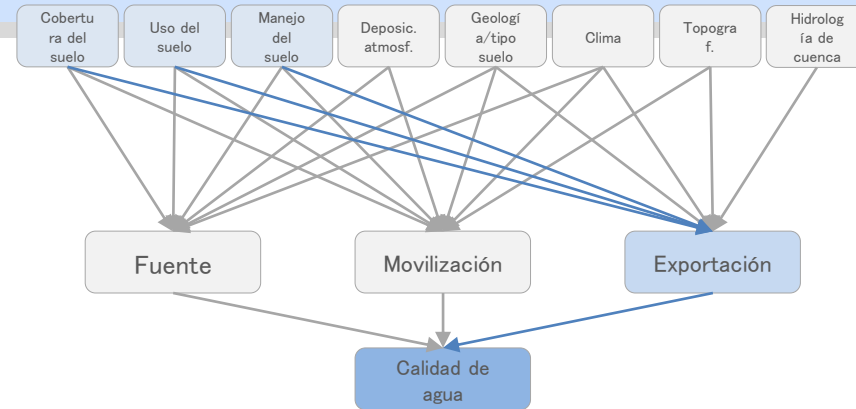 Cobertu
ra del
suelo
Uso del
suelo
Manejo
del
suelo
Deposic.
atmosf.
Geologí
a/tipo
suelo
Clima
Topogra
f.
Hidrolog
ía de
cuenca
Fuente
Movilización
Exportación
Calidad de
agua